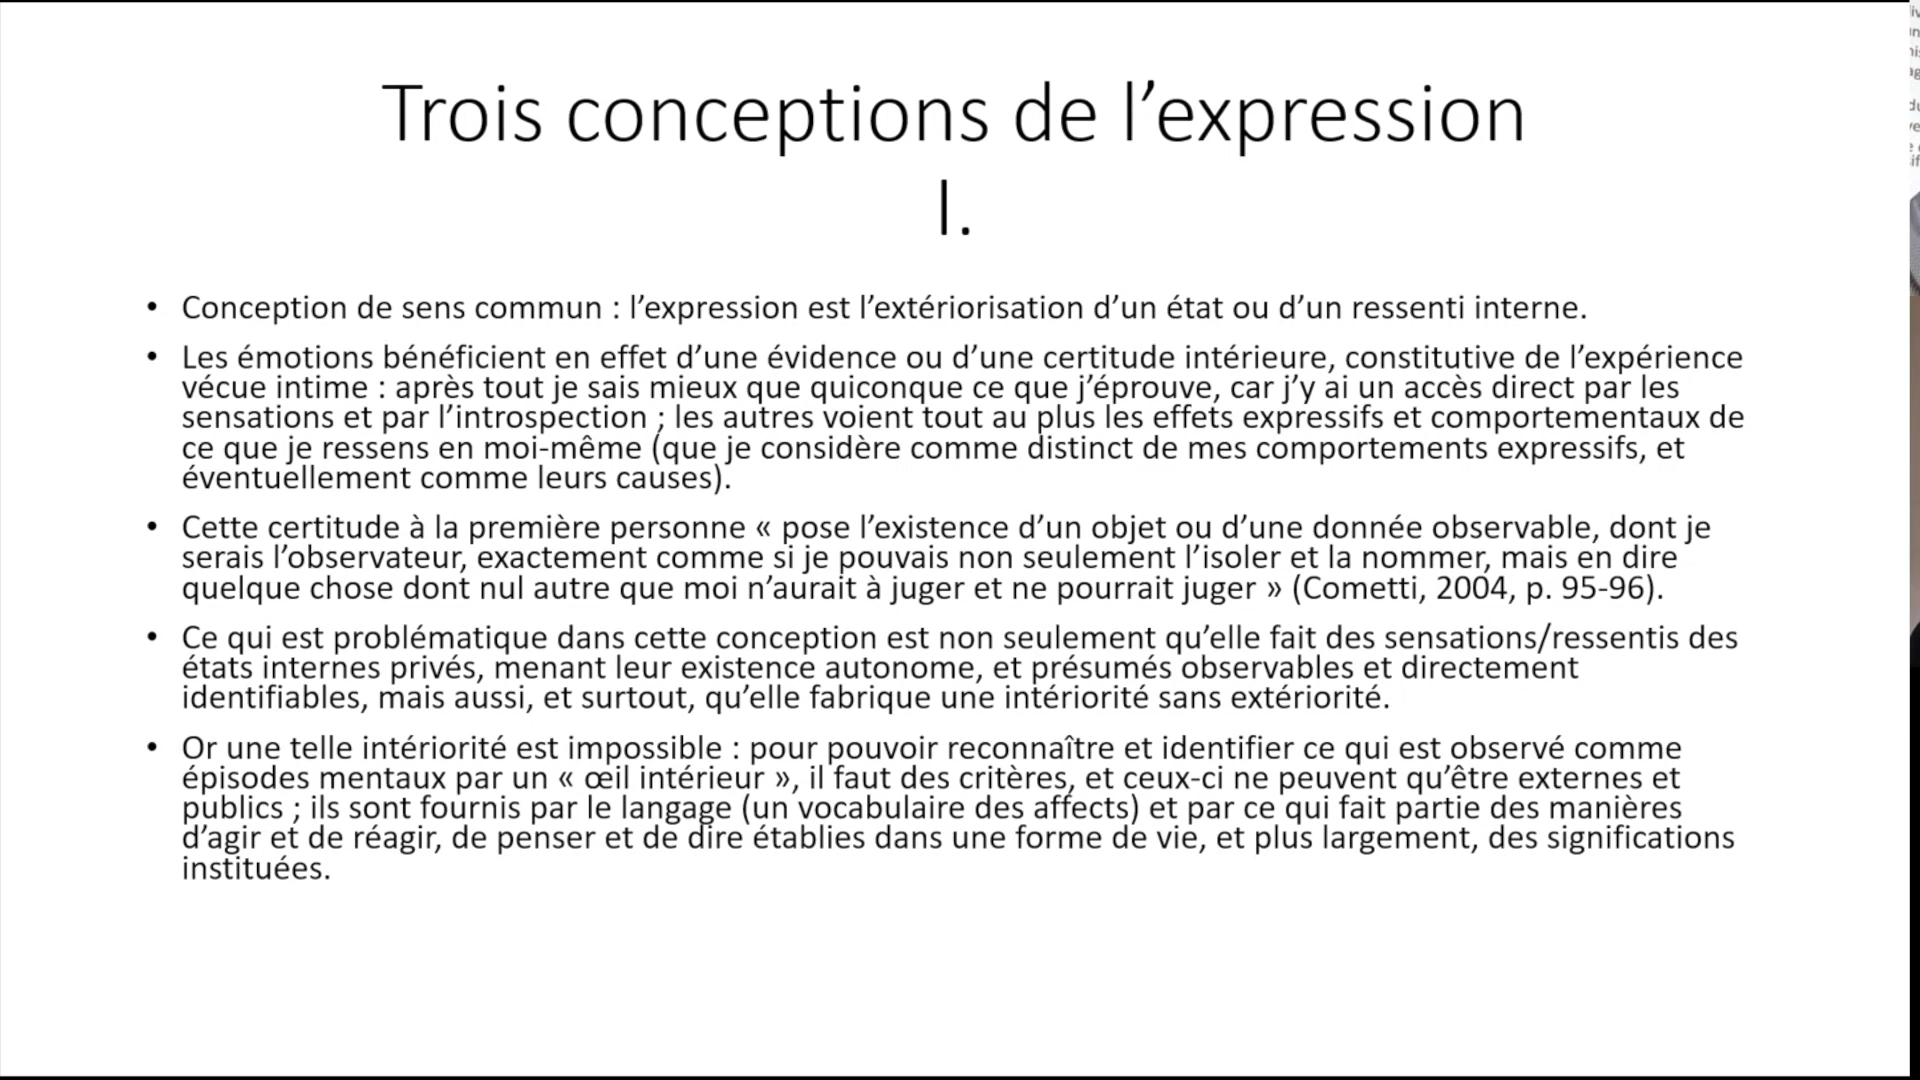 Trois conceptions de l’expression
I.
• Conception de sens commun : l’expression est l’extériorisation d’un état ou d’un ressenti interne.
• Les émotions bénéficient en effet d’une évidence ou d’une certitude intérieure, constitutive de l’expérience
vécue intime : après tout je sais mieux que quiconque ce que j’éprouve, car j’y ai un accès direct par les
sensations et par l’introspection ; les autres voient tout au plus les effets expressifs et comportementaux de
ce que je ressens en moi-même (que je considère comme distinct de mes comportements expressifs, et
éventuellement comme leurs causes).
• Cette certitude à la première personne « pose l’existence d’un objet ou d’une donnée observable, dont je
serais l’observateur, exactement comme si je pouvais non seulement l’isoler et la nommer, mais en dire
quelque chose dont nul autre que moi n’aurait à juger et ne pourrait juger » (Cometti, 2004, p. 95-96).
• Ce qui est problématique dans cette conception est non seulement qu’elle fait des sensations/ressentis des
états internes privés, menant leur existence autonome, et présumés observables et directement
identifiables, mais aussi, et surtout, qu’elle fabrique une intériorité sans extériorité.
• Or une telle intériorité est impossible : pour pouvoir reconnaître et identifier ce qui est observé comme
épisodes mentaux par un « œil intérieur », il faut des critères, et ceux-ci ne peuvent qu’être externes et
publics ; ils sont fournis par le langage (un vocabulaire des affects) et par ce qui fait partie des manières
d’agir et de réagir, de penser et de dire établies dans une forme de vie, et plus largement, des significations
instituées.